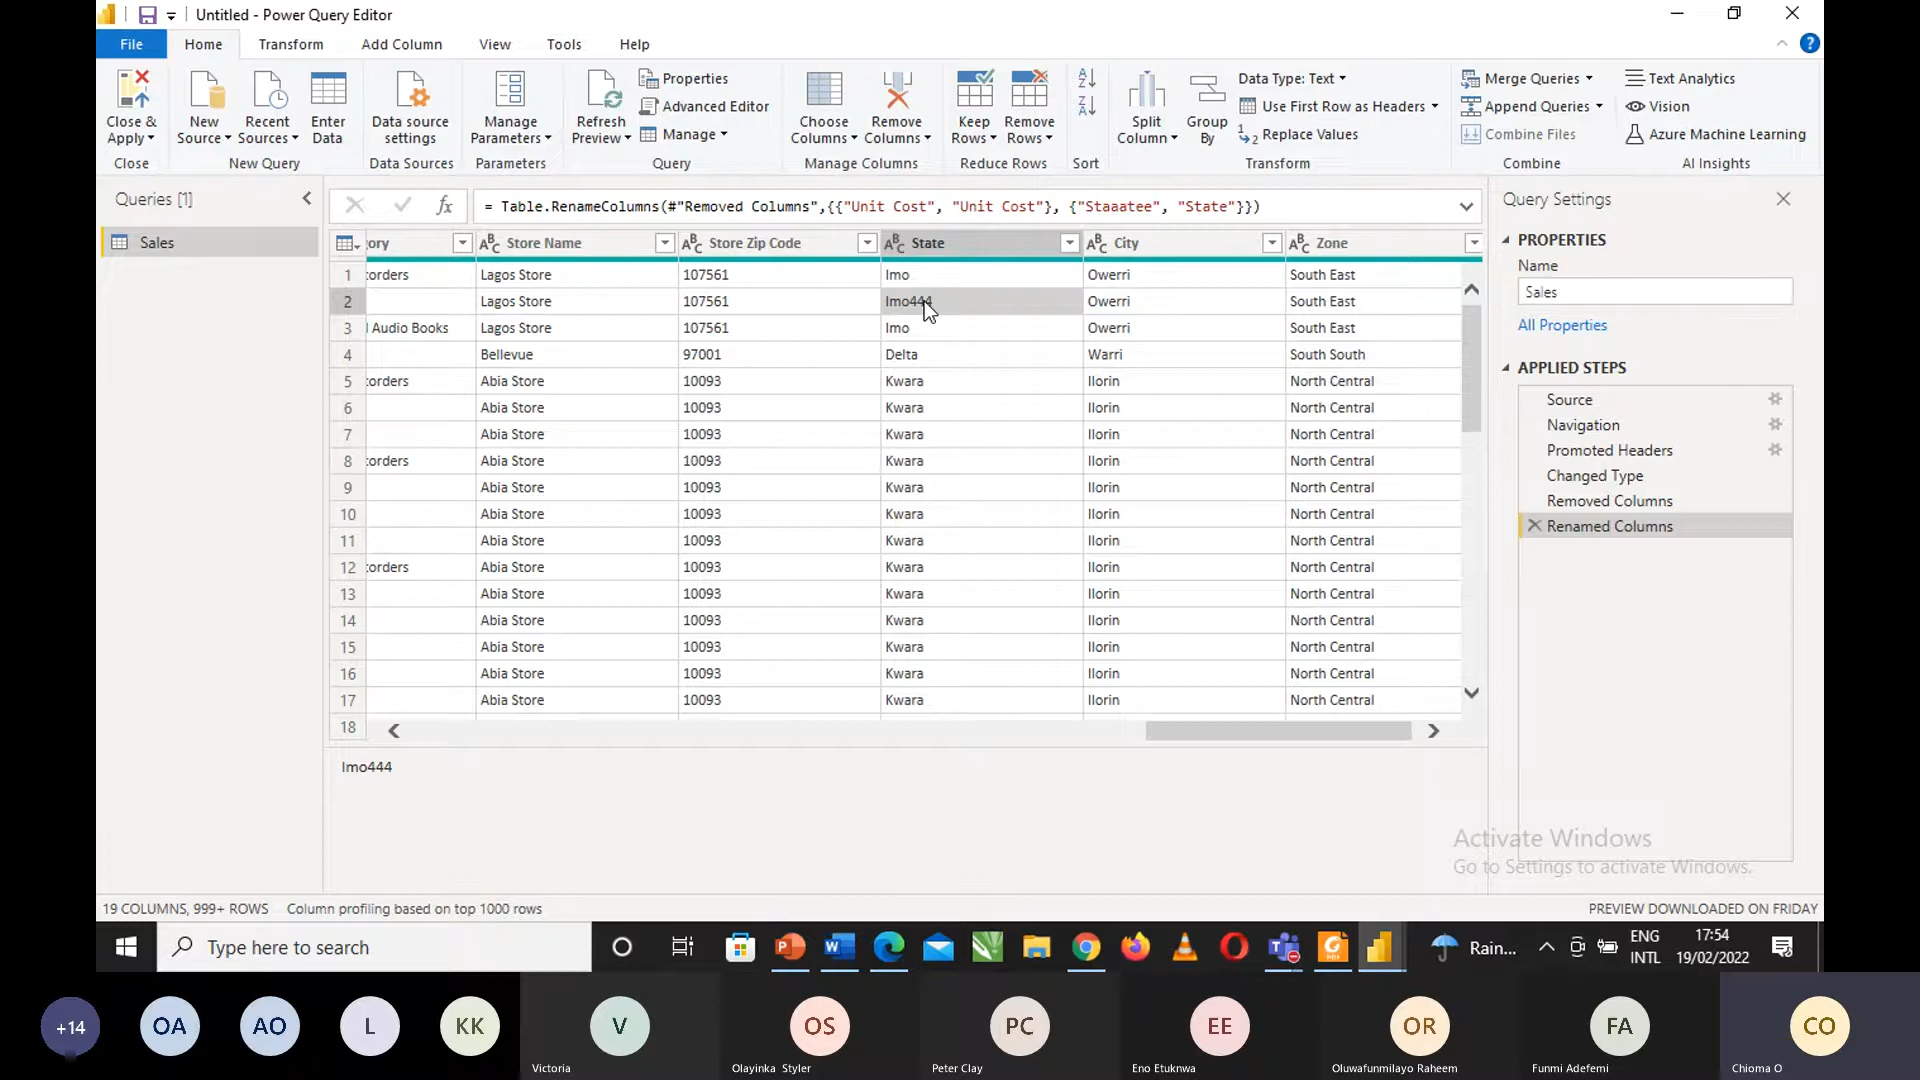 Untitled - Power Query Editor
File Home Transform Add Column View Tools Help
Close & Apply
New Source
Recent Sources
Enter Data
Data source settings
Manage Parameters
Refresh Preview
Properties
Advanced Editor
Manage
Choose Columns
Remove Columns
Keep Rows
Remove Rows
Split Column
Group By
Data Type: Text
Use First Row as Headers
Replace Values
Merge Queries
Append Queries
Combine Files
Text Analytics
Vision
Azure Machine Learning
Close New Query Data Sources Parameters Query Manage Columns Reduce Rows Sort Transform Combine AI Insights
Queries [1]
Sales
fx = Table.RenameColumns(#"Removed Columns",{{"Unit Cost", "Unit Cost"}, {"Staaatee", "State"}})
ory ABC Store Name ABC Store Zip Code ABC State ABC City ABC Zone
1 corders Lagos Store 107561 Imo Owerri South East
2 Lagos Store 107561 Imo444 Owerri South East
3 l Audio Books Lagos Store 107561 Imo Owerri South East
4 Bellevue 97001 Delta Warri South South
5 corders Abia Store 10093 Kwara Ilorin North Central
6 Abia Store 10093 Kwara Ilorin North Central
7 Abia Store 10093 Kwara Ilorin North Central
8 corders Abia Store 10093 Kwara Ilorin North Central
9 Abia Store 10093 Kwara Ilorin North Central
10 Abia Store 10093 Kwara Ilorin North Central
11 Abia Store 10093 Kwara Ilorin North Central
12 corders Abia Store 10093 Kwara Ilorin North Central
13 Abia Store 10093 Kwara Ilorin North Central
14 Abia Store 10093 Kwara Ilorin North Central
15 Abia Store 10093 Kwara Ilorin North Central
16 Abia Store 10093 Kwara Ilorin North Central
17 Abia Store 10093 Kwara Ilorin North Central
18
Imo444
Query Settings
PROPERTIES
Name
Sales
All Properties
APPLIED STEPS
Source
Navigation
Promoted Headers
Changed Type
Removed Columns
Renamed Columns
Activate Windows
Go to Settings to activate Windows.
19 COLUMNS, 999+ ROWS Column profiling based on top 1000 rows PREVIEW DOWNLOADED ON FRIDAY
Type here to search
Rain...
ENG
INTL
17:54
19/02/2022
+14 OA AO L KK V OS PC EE OR FA CO
Victoria Olayinka Styler Peter Clay Eno Etuknwa Oluwafunmilayo Raheem Funmi Adefemi Chioma O